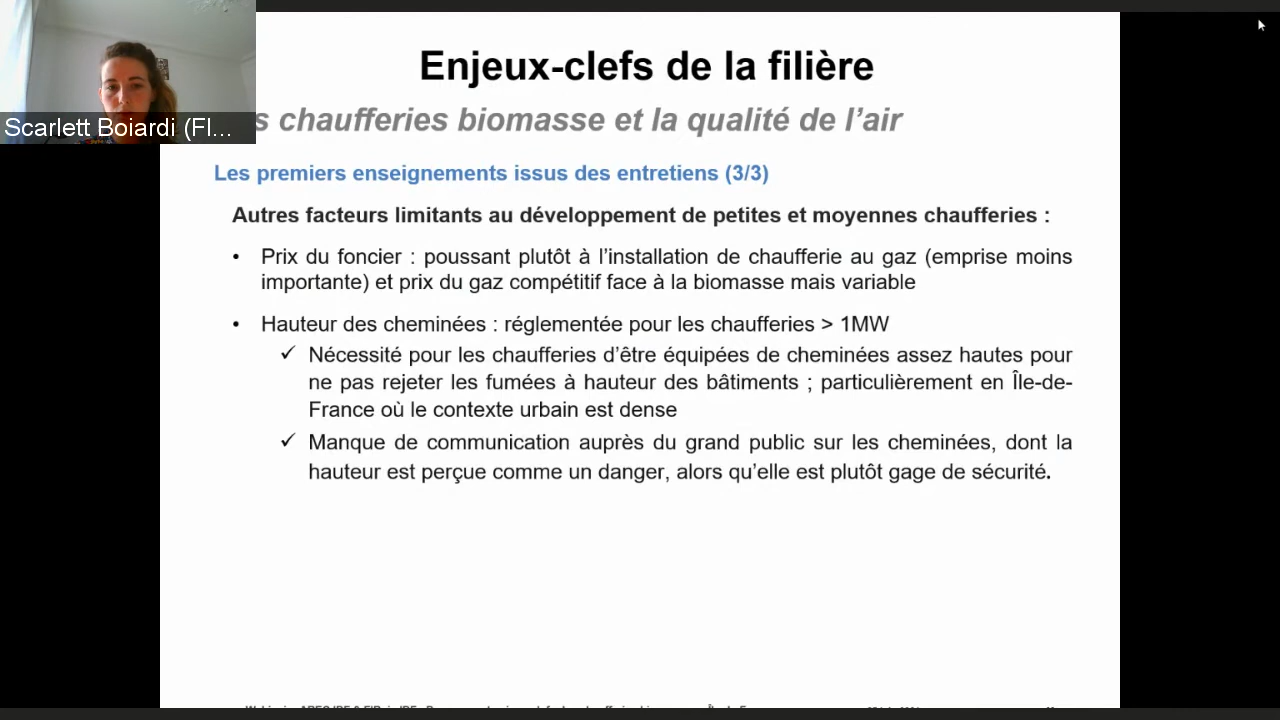 Enjeux-clefs de la filière
chaufferies biomasse et la qualité de l'air
Scarlett Boiardi (Fl...
Les premiers enseignements issus des entretiens (3/3)
Autres facteurs limitants au développement de petites et moyennes chaufferies :
• Prix du foncier : poussant plutôt à l'installation de chaufferie au gaz (emprise moins
importante) et prix du gaz compétitif face à la biomasse mais variable
• Hauteur des cheminées : réglementée pour les chaufferies > 1MW
✓ Nécessité pour les chaufferies d'être équipées de cheminées assez hautes pour
ne pas rejeter les fumées à hauteur des bâtiments ; particulièrement en Île-de-
France où le contexte urbain est dense
✓ Manque de communication auprès du grand public sur les cheminées, dont la
hauteur est perçue comme un danger, alors qu'elle est plutôt gage de sécurité.